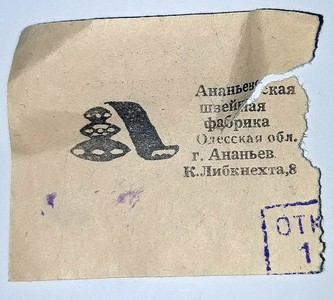 Ананьевская
швейная
фабрика
Одесская обл.
г. Ананьев
К.Либкнехта,8
ОТК
1